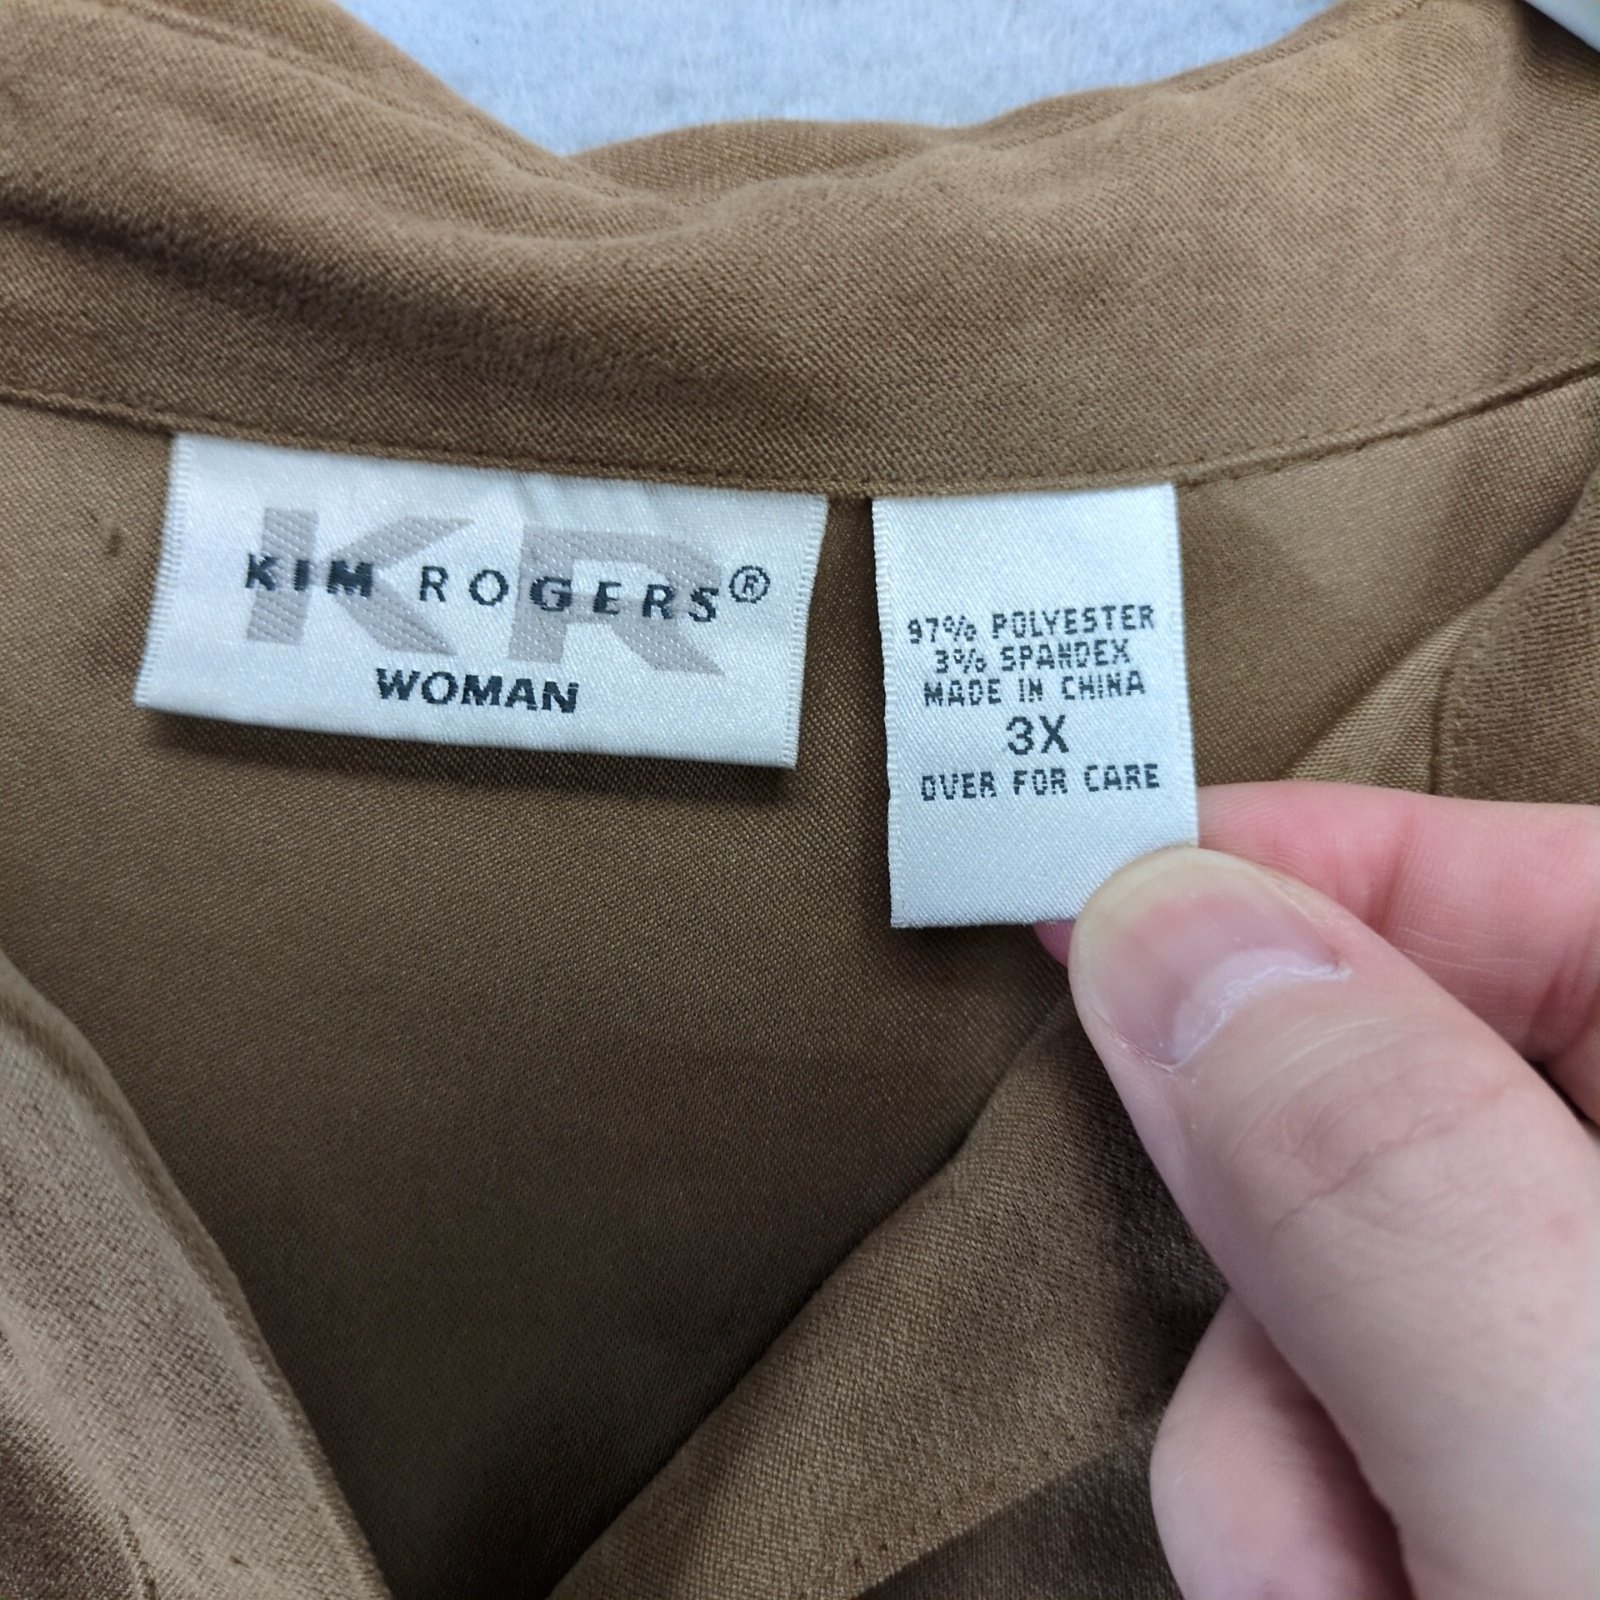 KR
KIM ROGERS®
WOMAN
97% POLYESTER
3% SPANDEX
MADE IN CHINA
3X
OVER FOR CARE